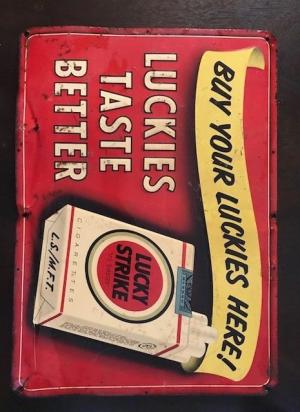 BUY YOUR LUCKIES HERE!
LUCKIES
TASTE
BETTER
LUCKY
STRIKE
CIGARETTES
L.S./M.F.T.